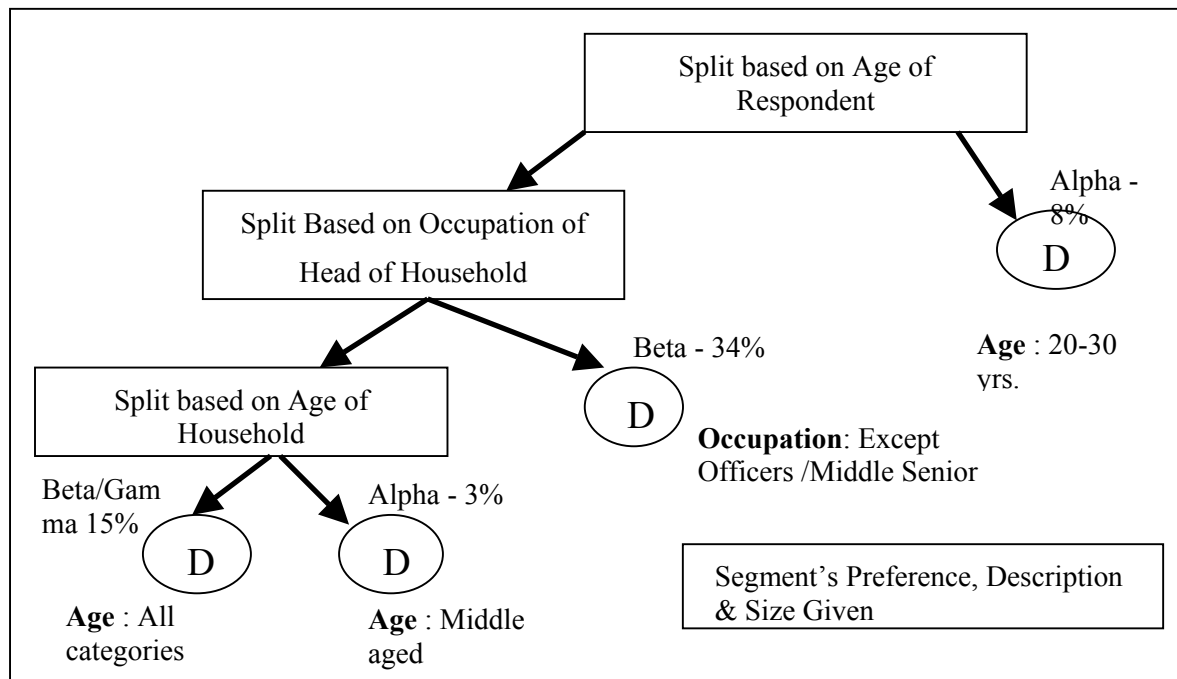 Split based on Age of
Respondent
Alpha -
8%
D
Age : 20-30
yrs.
Split Based on Occupation of
Head of Household
Beta - 34%
D
Occupation: Except
Officers /Middle Senior
Split based on Age of
Household
Beta/Gam
ma 15%
D
Age : All
categories
Alpha - 3%
D
Age : Middle
aged
Segment's Preference, Description
& Size Given